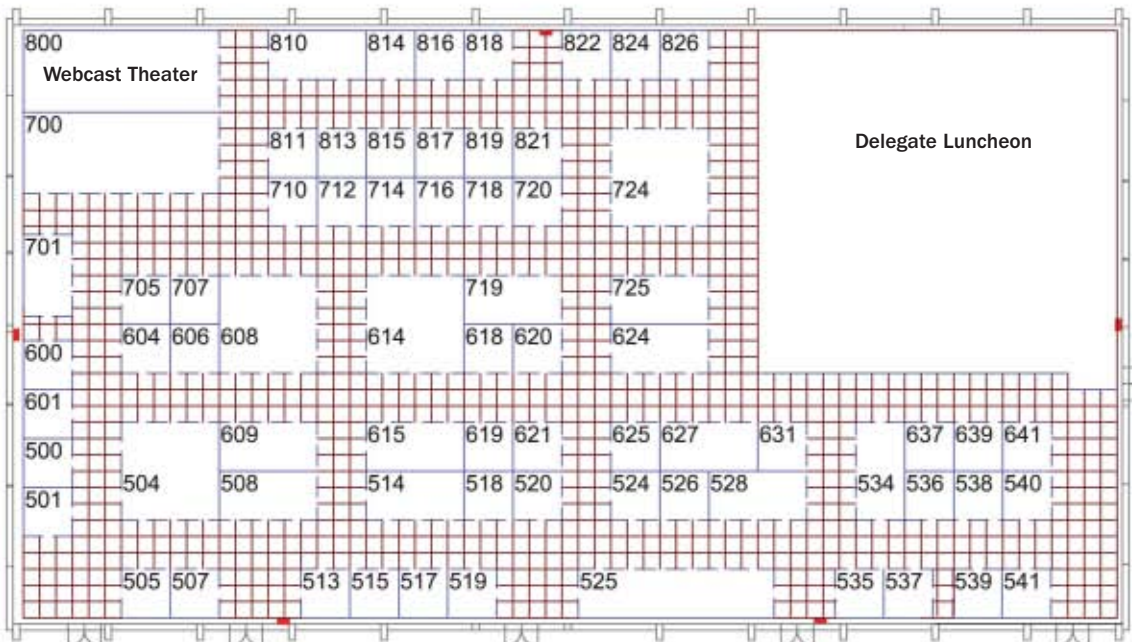 800 810 814 816 818 822 824 826
Webcast Theater
700
Delegate Luncheon
811 813 815 817 819 821
710 712 714 716 718 720 724
701
705 707 719 725
604 606 608 614 618 620 624
600
601
609 615 619 621 625 627 631 637 639 641
500
504 508 514 518 520 524 526 528 534 536 538 540
501
505 507 513 515 517 519 525 535 537 539 541